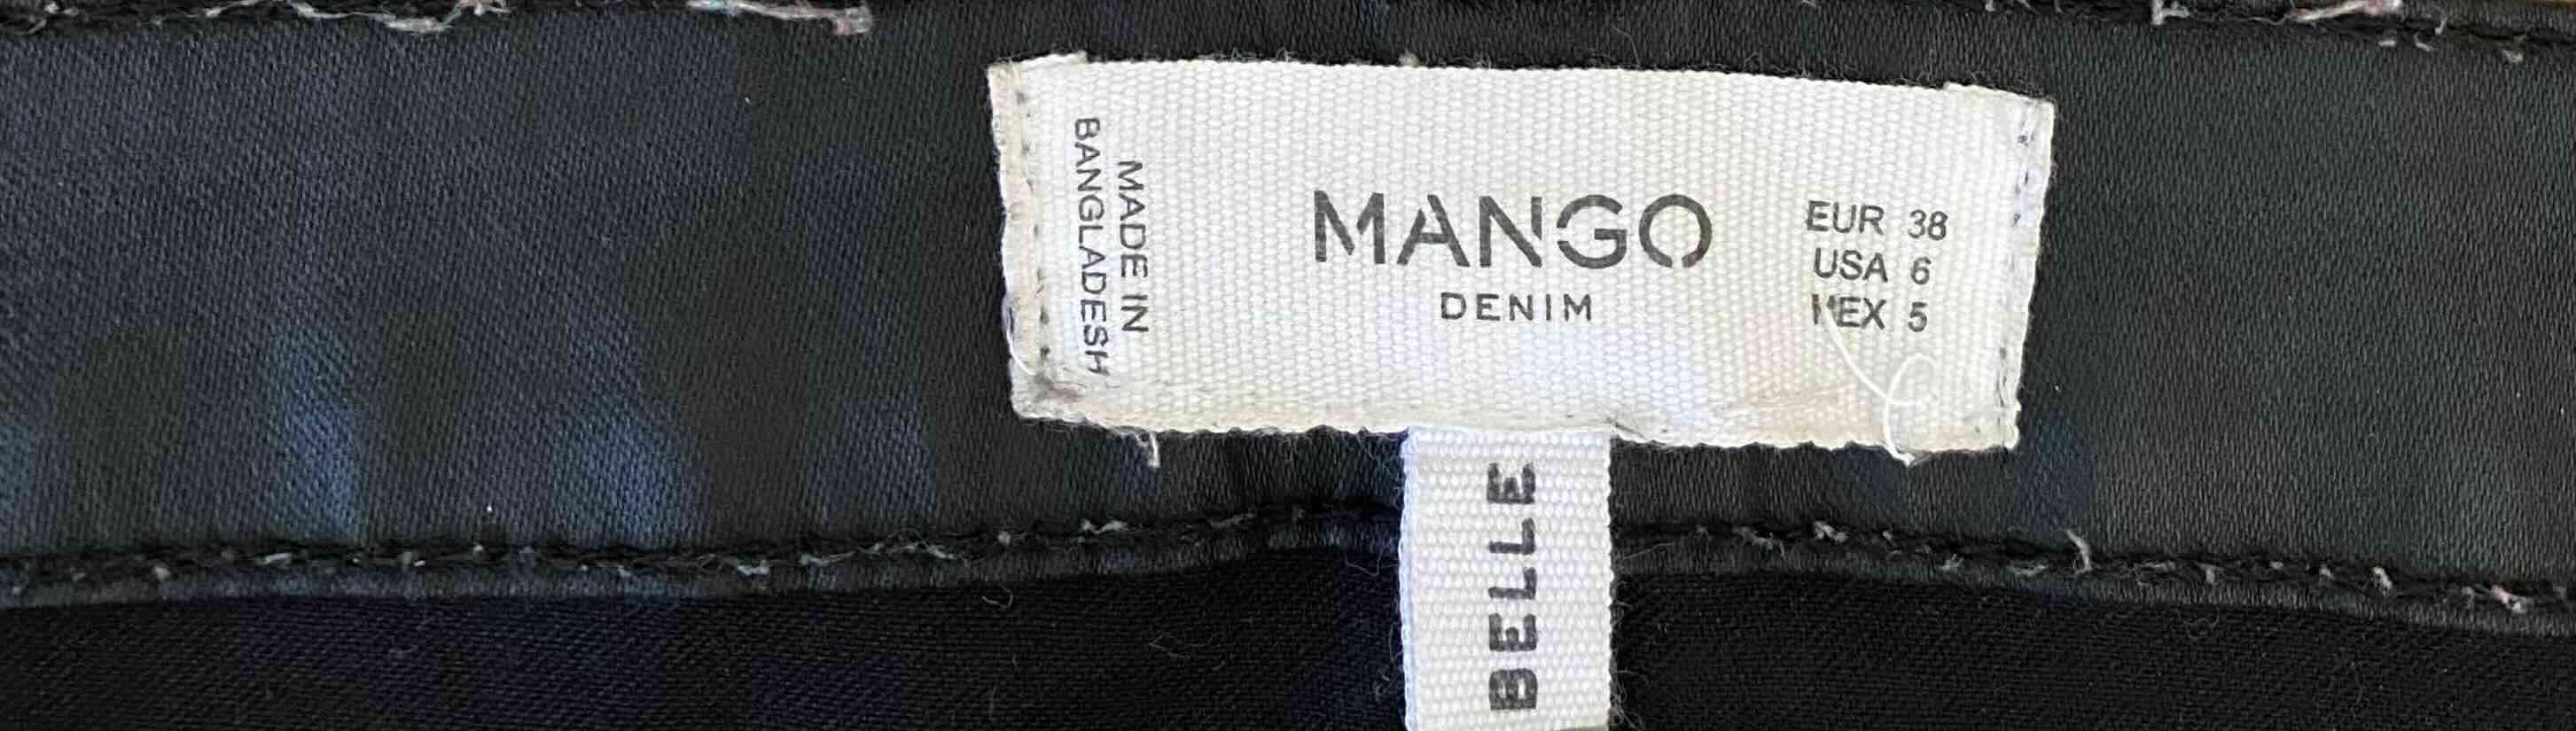 MADE IN
BANGLADESH
MANGO
DENIM
EUR 38
USA 6
MEX 5
BELLE